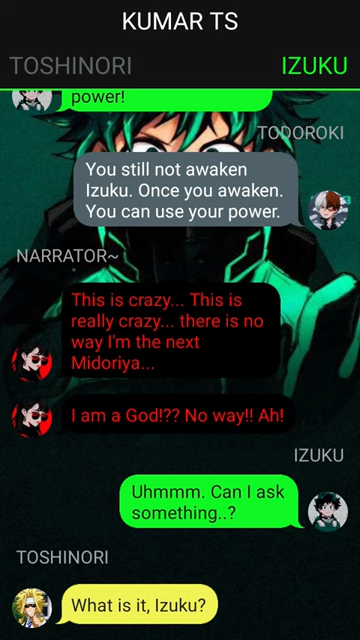 KUMAR TS
TOSHINORI
IZUKU
power!
TODOROKI
You still not awaken
Izuku. Once you awaken.
You can use your power.
NARRATOR~
This is crazy... This is
really crazy... there is no
way I'm the next
Midoriya...
I am a God!?? No way!! Ah!
IZUKU
Uhmmm. Can I ask
something..?
TOSHINORI
What is it, Izuku?